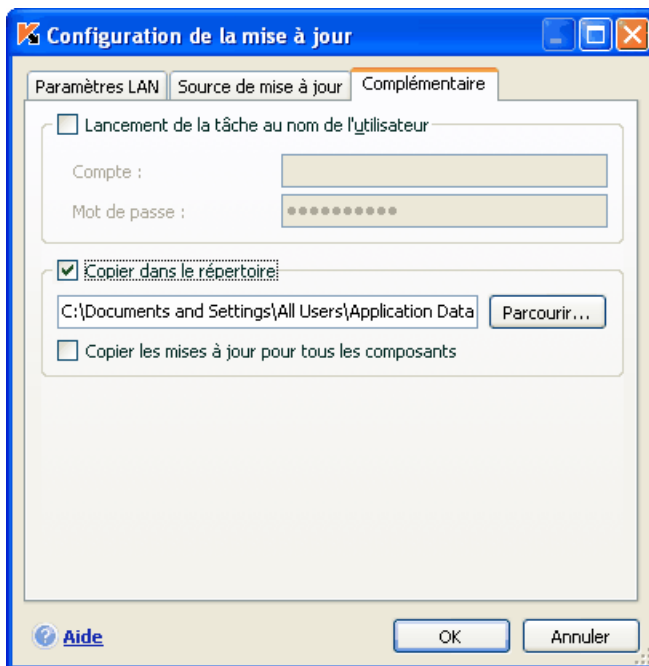 Configuration de la mise à jour
Paramètres LAN Source de mise à jour Complémentaire
Lancement de la tâche au nom de l'utilisateur
Compte :
Mot de passe : ●●●●●●●●●●
Copier dans le répertoire
C:\Documents and Settings\All Users\Application Data Parcourir...
Copier les mises à jour pour tous les composants
Aide OK Annuler